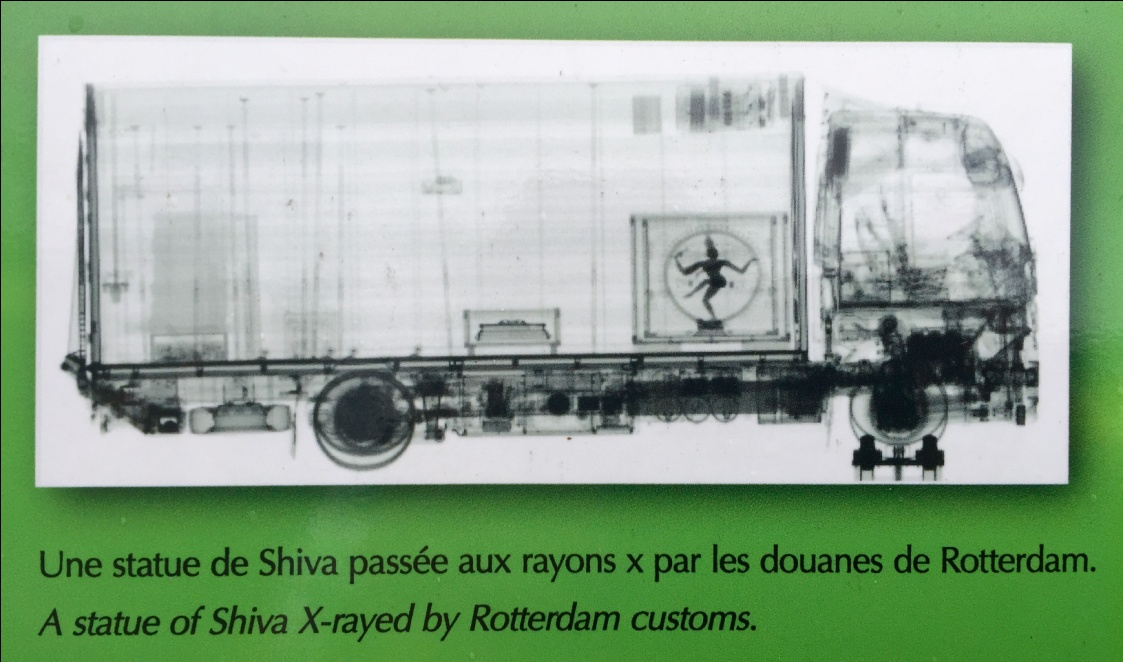 Une statue de Shiva passée aux rayons x par les douanes de Rotterdam.
A statue of Shiva X-rayed by Rotterdam customs.